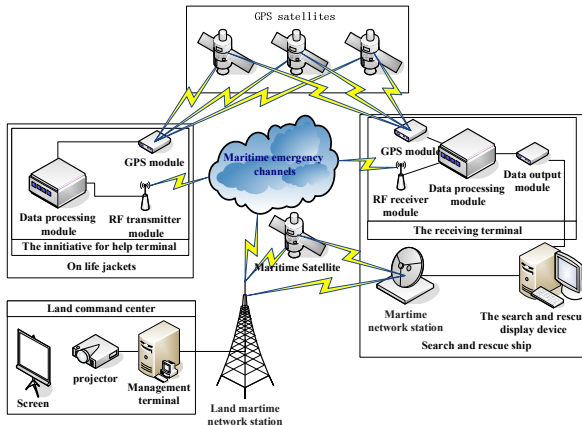 GPS satellites
GPS module
Data processing
module
RF transmitter
module
The innitiative for help terminal
On life jackets
Maritime emergency
channels
GPS module
RF receiver
module
Data processing
module
Data output
module
The receiving terminal
Maritime Satellite
Martime
network station
The search and rescue
display device
Search and rescue ship
Land command center
Screen
projector
Management
terminal
Land martime
network station